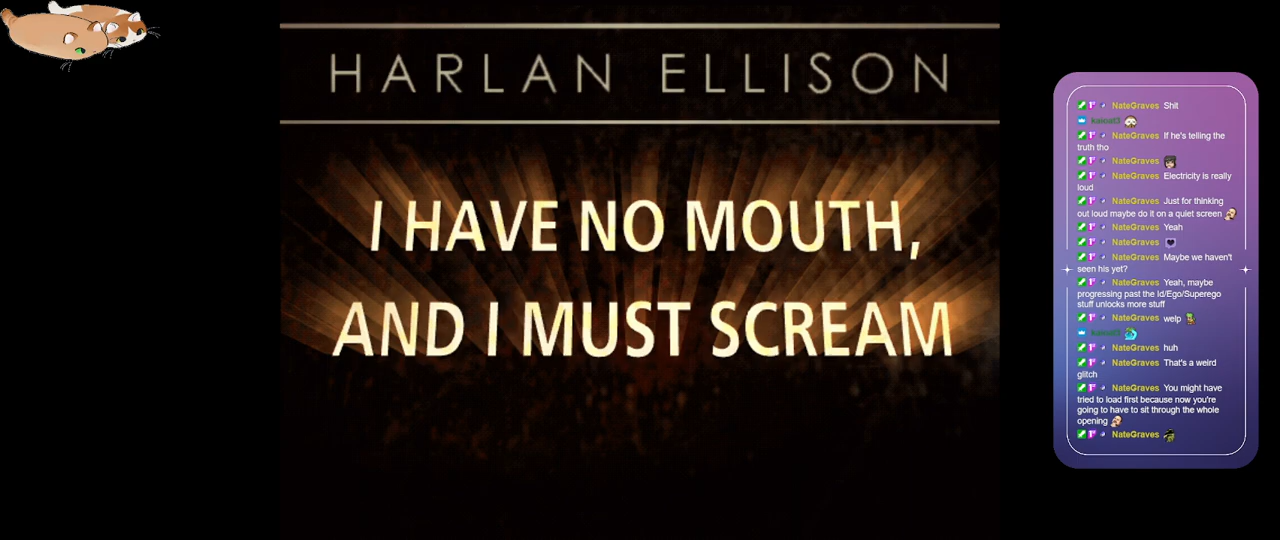 HARLAN ELLISON
I HAVE NO MOUTH,
AND I MUST SCREAM
NateGraves Shit
NateGraves If he's telling the
truth tho
NateGraves
NateGraves Electricity is really
loud
NateGraves Just for thinking
out loud maybe do it on a quiet screen
NateGraves Yeah
NateGraves
NateGraves Maybe we haven't
seen his yet?
NateGraves Yeah, maybe
progressing past the Id/Ego/Superego
stuff unlocks more stuff
NateGraves welp
NateGraves huh
NateGraves That's a weird
glitch
NateGraves You might have
tried to load first because now you're
going to have to sit through the whole
opening
NateGraves